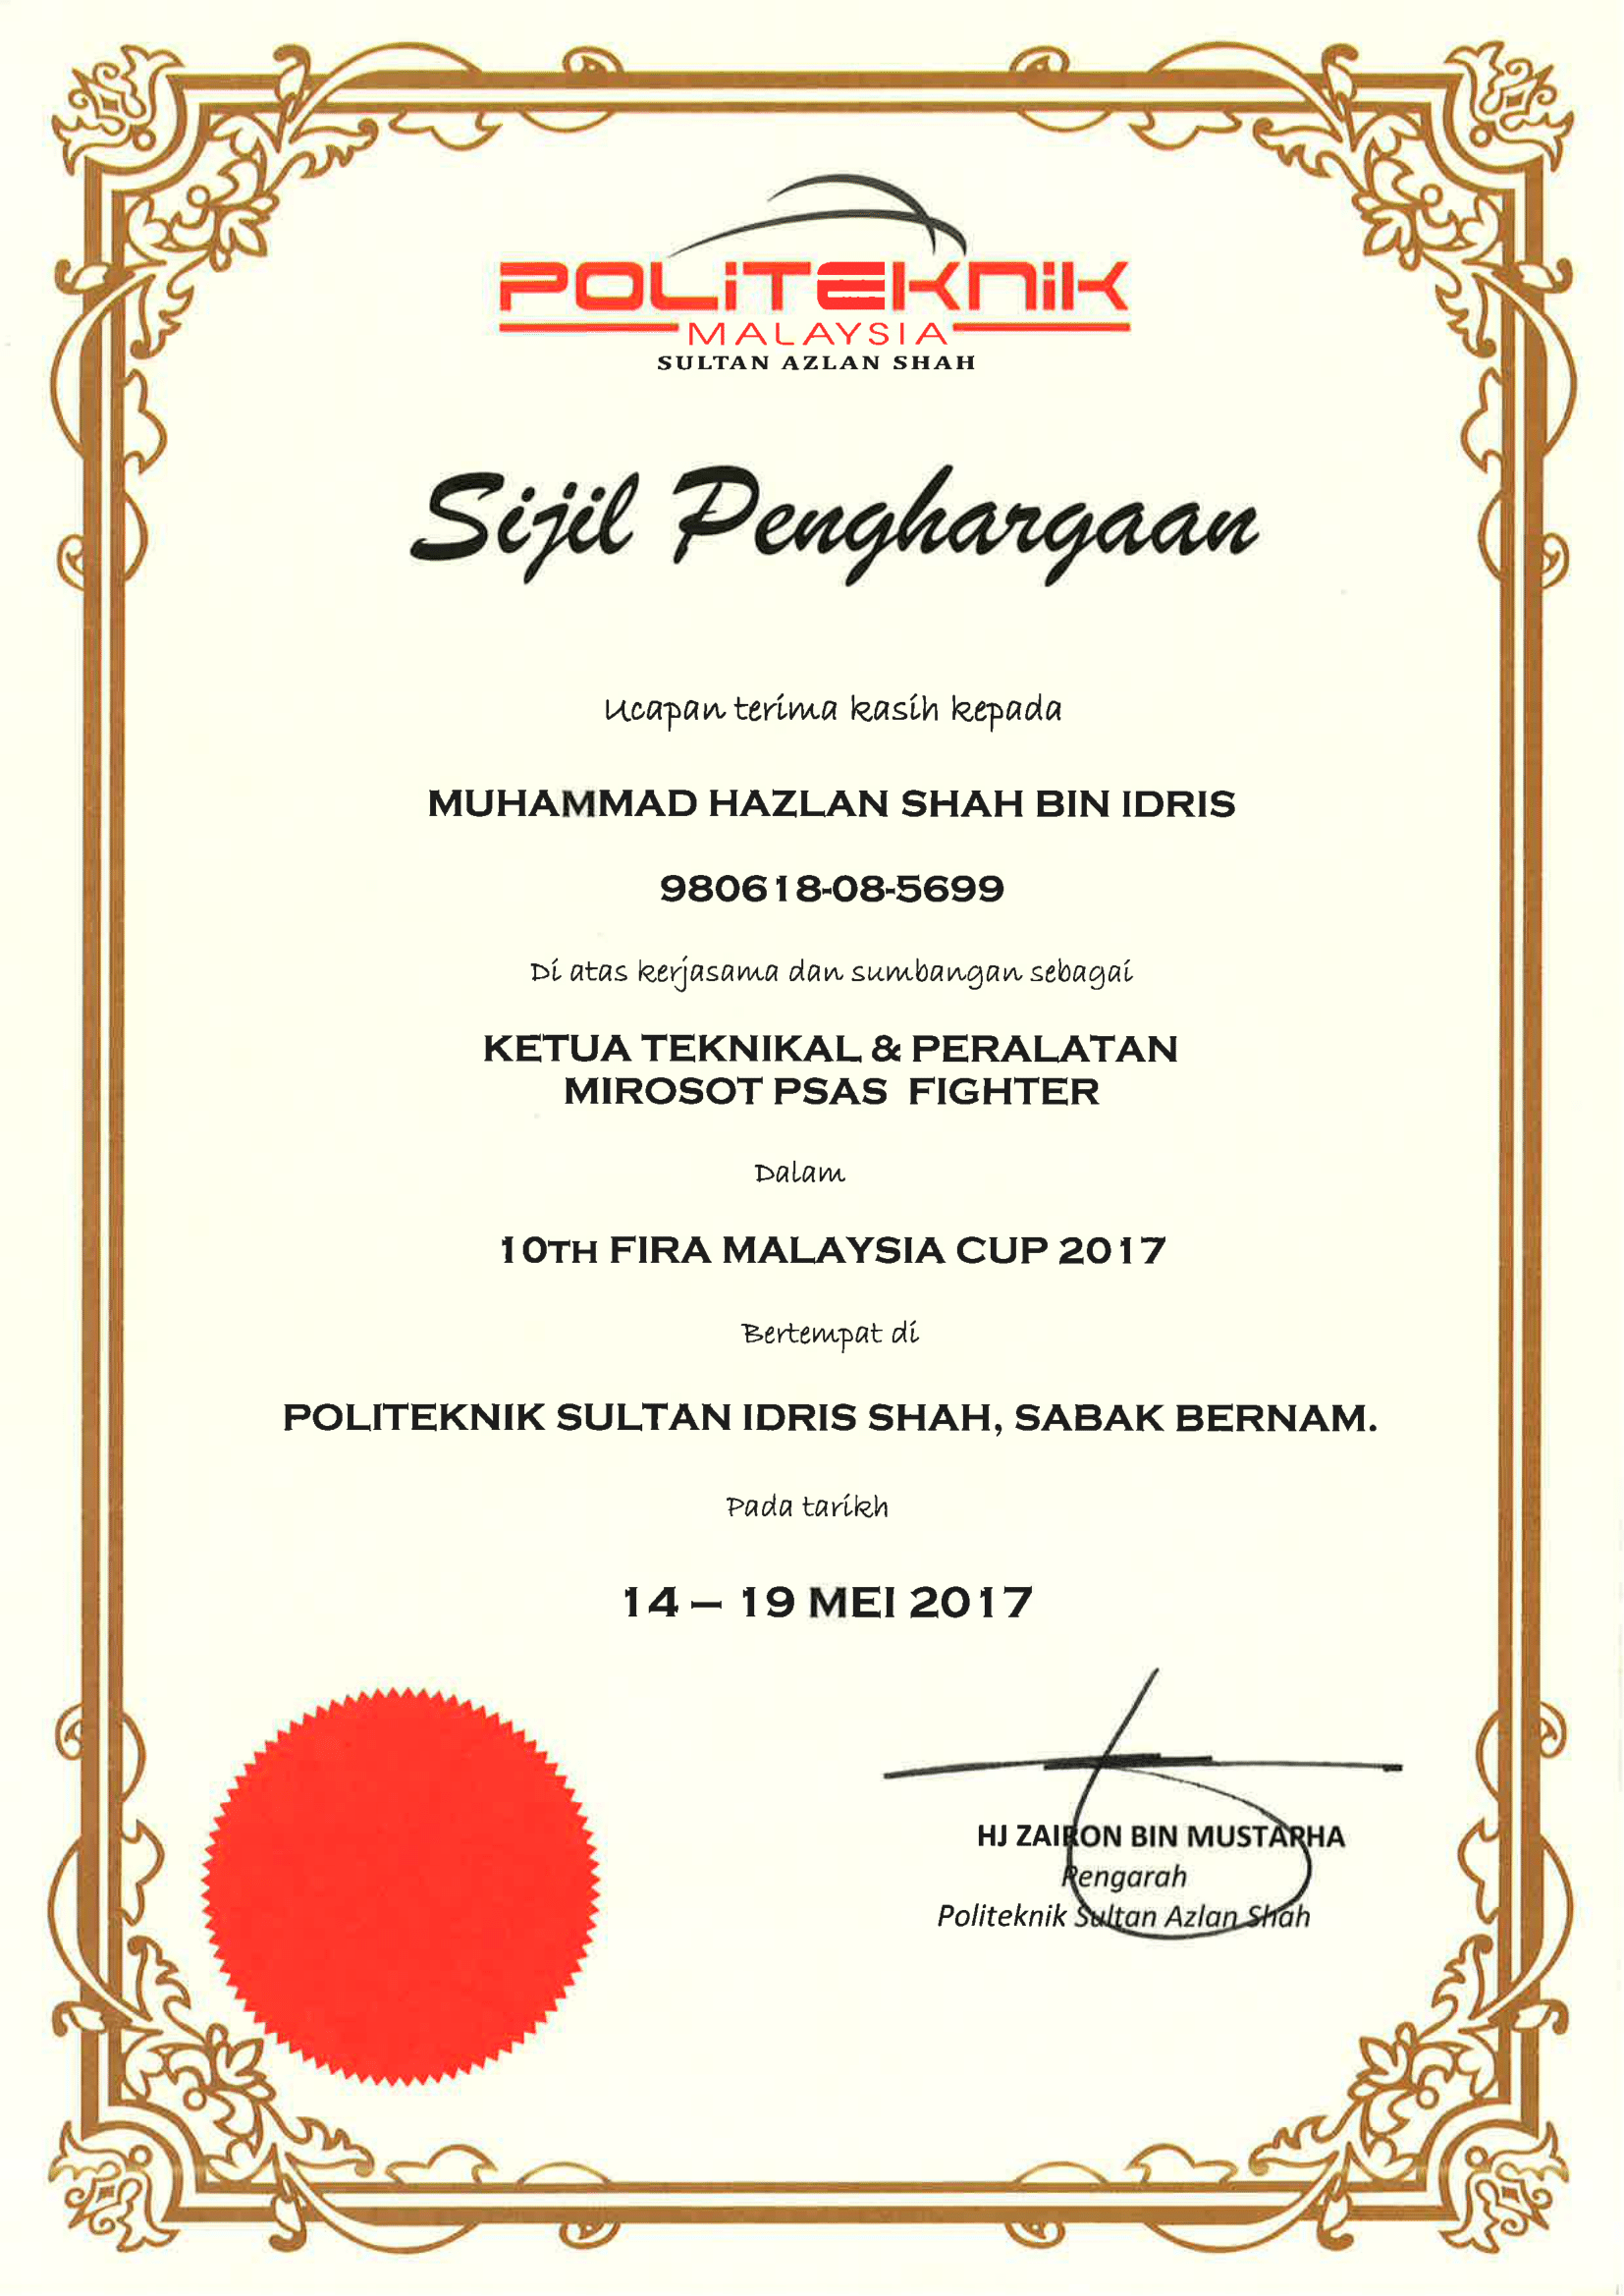 POLITEKNIK
MALAYSIA
SULTAN AZLAN SHAH
Sijil Penghargaan
Ucapan terima kasih kepada
MUHAMMAD HAZLAN SHAH BIN IDRIS
980618-08-5699
Di atas kerjasama dan sumbangan sebagai
KETUA TEKNIKAL & PERALATAN
MIROSOT PSAS FIGHTER
Dalam
10TH FIRA MALAYSIA CUP 2017
Bertempat di
POLITEKNIK SULTAN IDRIS SHAH, SABAK BERNAM.
Pada tarikh
14 – 19 MEI 2017
HJ ZAIRON BIN MUSTAPHA
Pengarah
Politeknik Sultan Azlan Shah